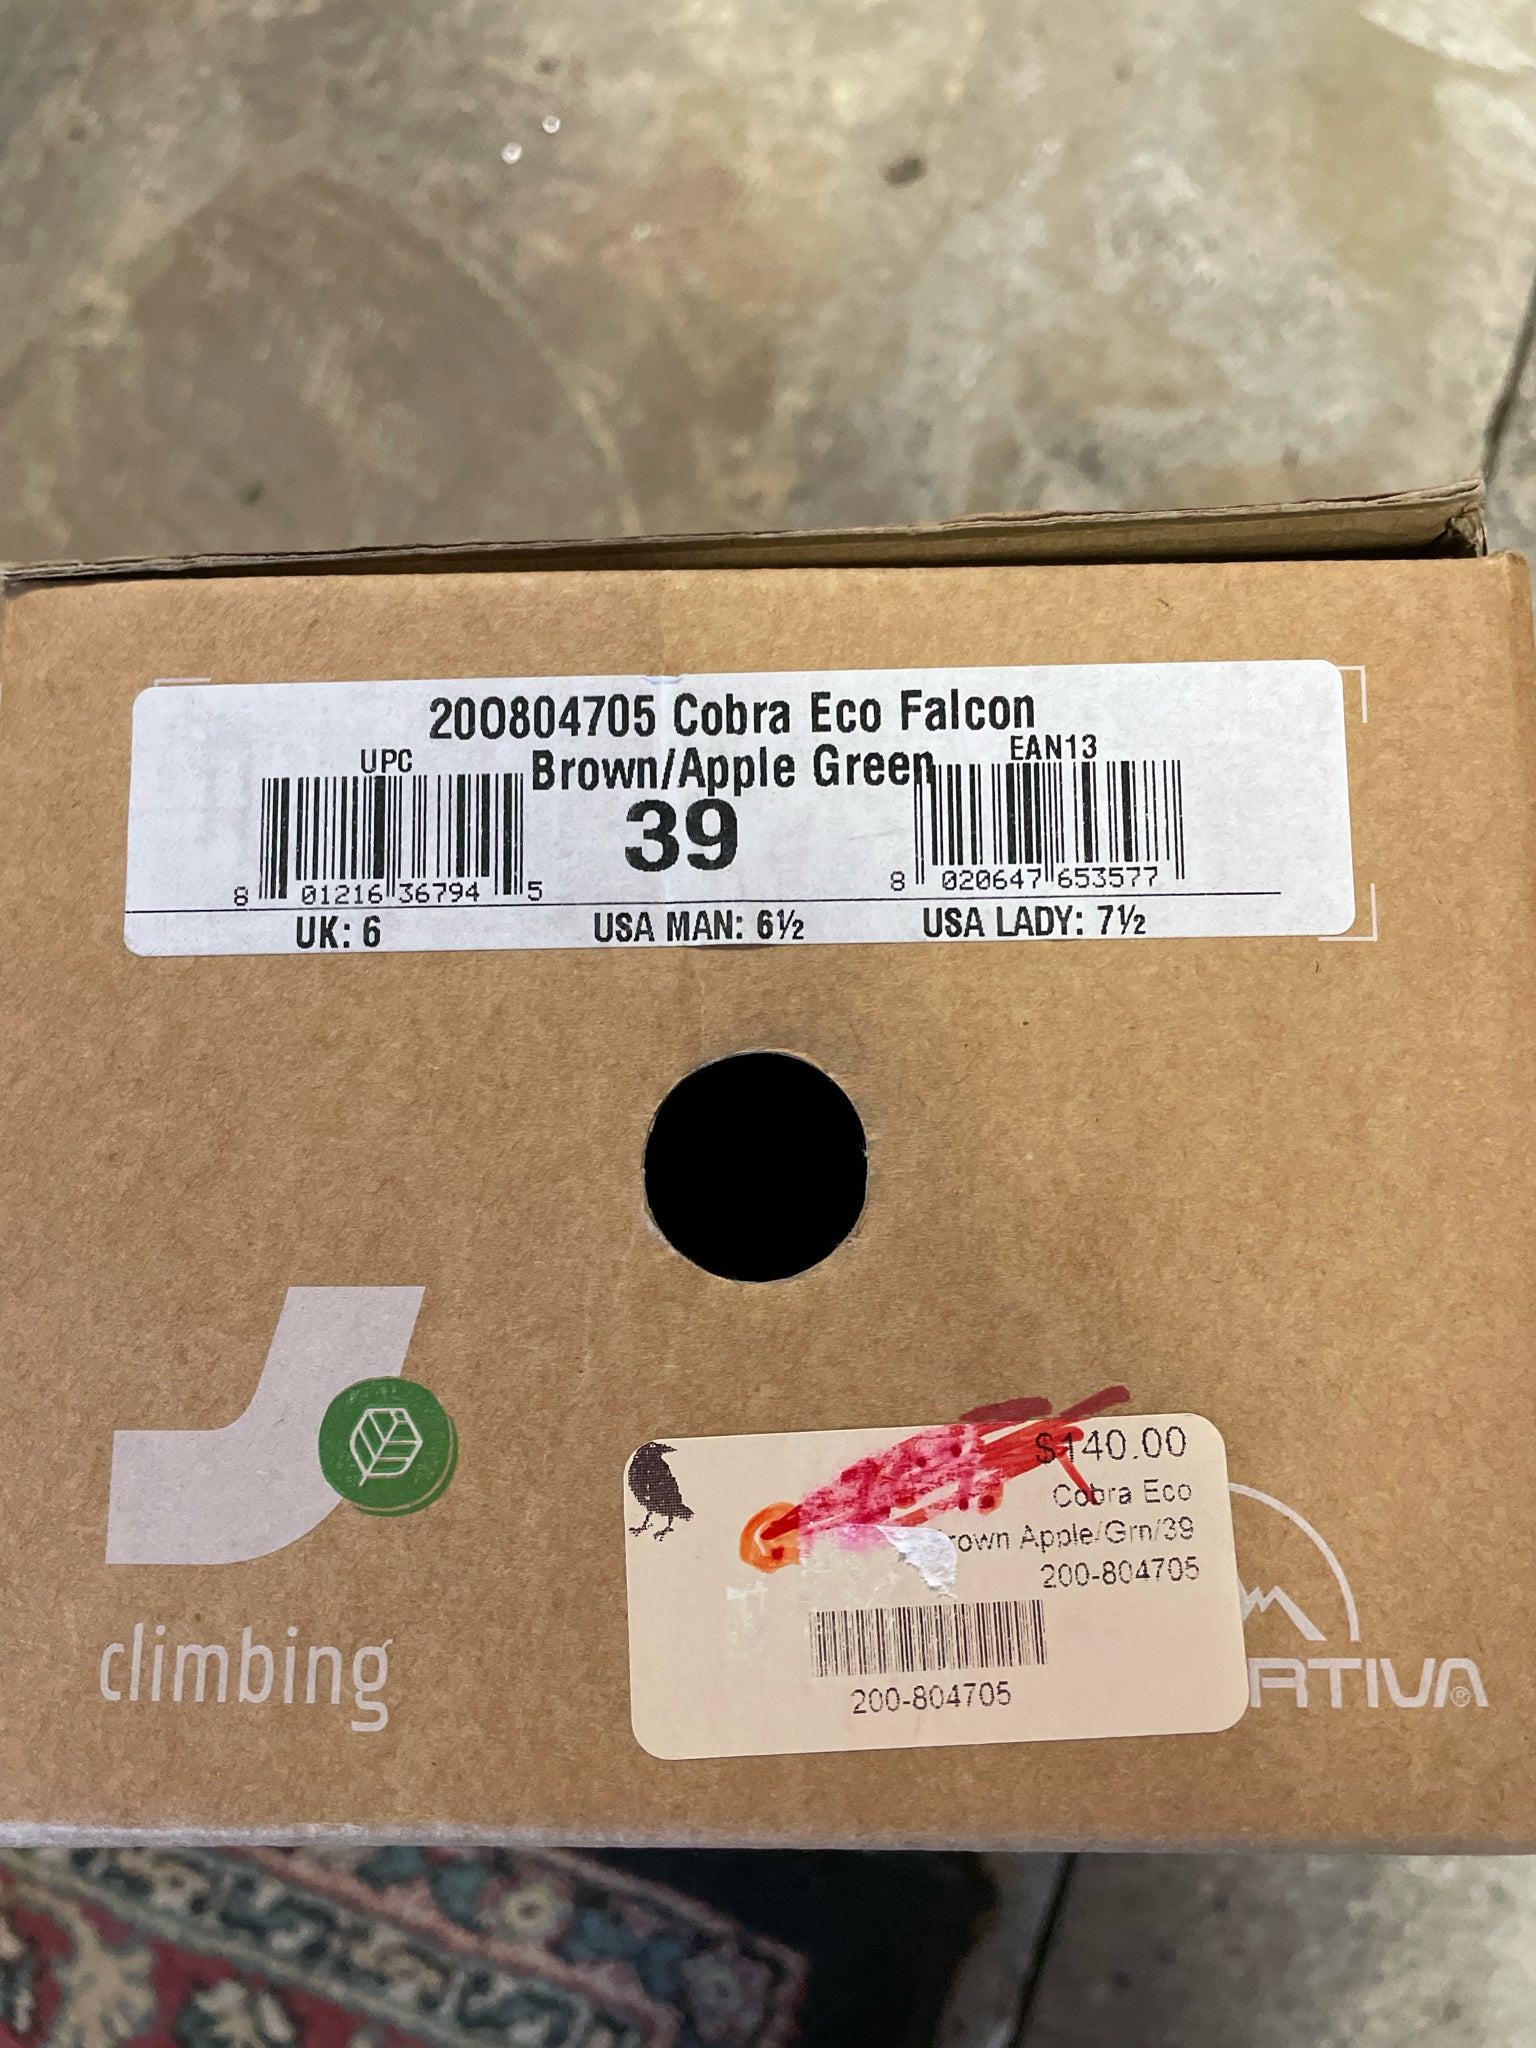 200804705 Cobra Eco Falcon
Brown/Apple Green
UPC
EAN13
39
8 01216 36794 5
8 020647 653577
UK: 6 USA MAN: 6½ USA LADY: 7½
climbing
$140.00
Cobra Eco
rown Apple/Grn/39
200-804705
200-804705
RTIVA®